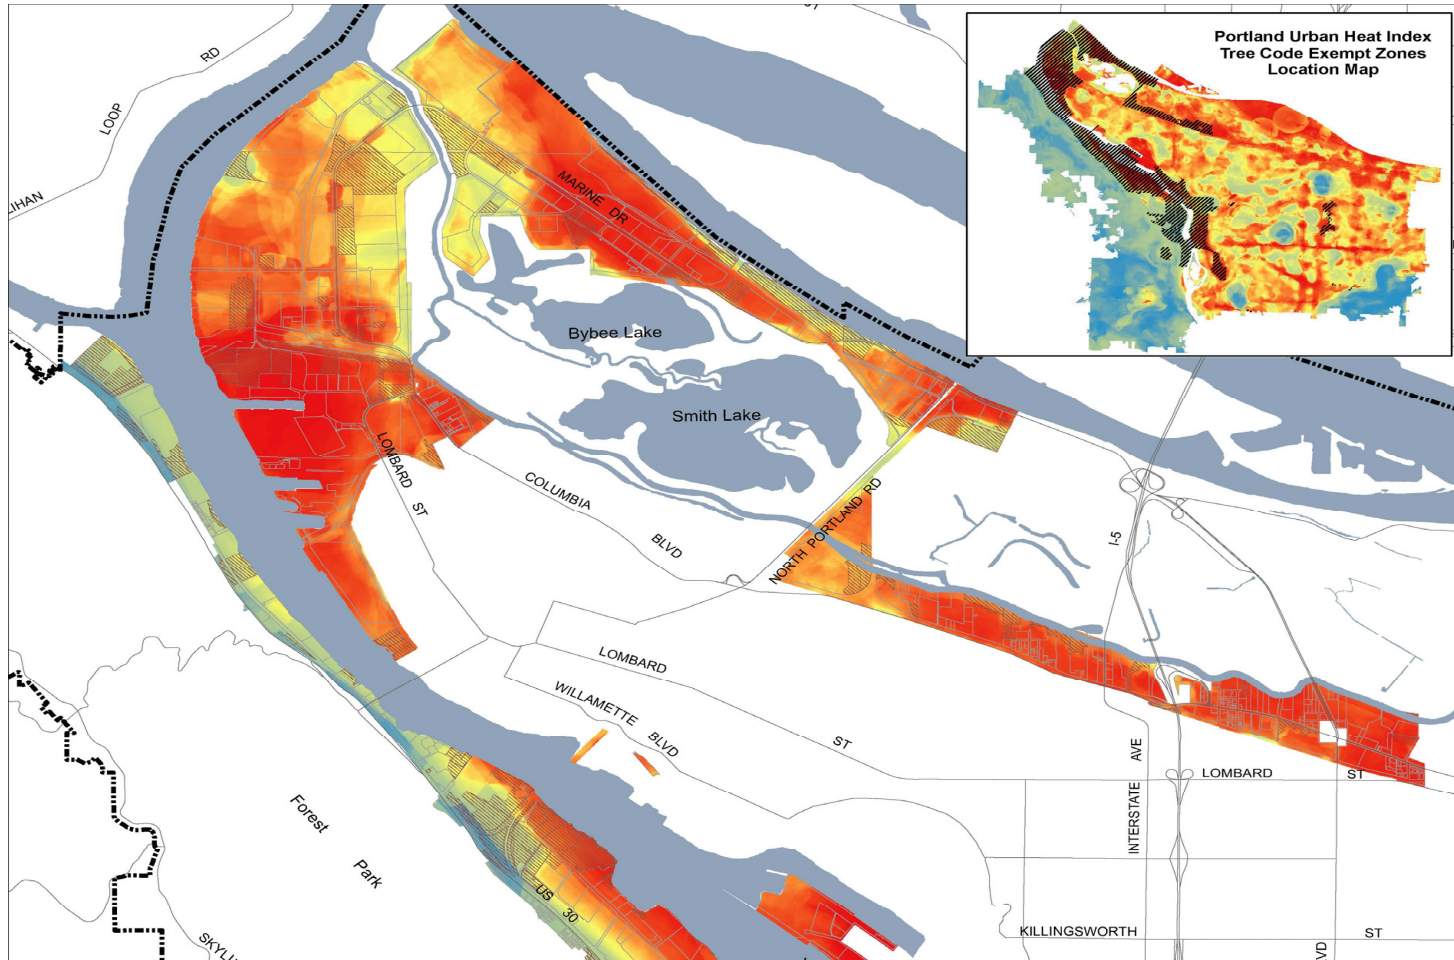 Portland Urban Heat Index
Tree Code Exempt Zones
Location Map
RD
LOOP
LIHAN
MARINE DR
Bybee Lake
Smith Lake
LOMBARD ST
COLUMBIA
BLVD
NORTH PORTLAND RD
I-5
LOMBARD
ST
WILLAMETTE
BLVD
AVE
INTERSTATE
LOMBARD
ST
Forest
Park
US 30
KILLINGSWORTH
ST
VD